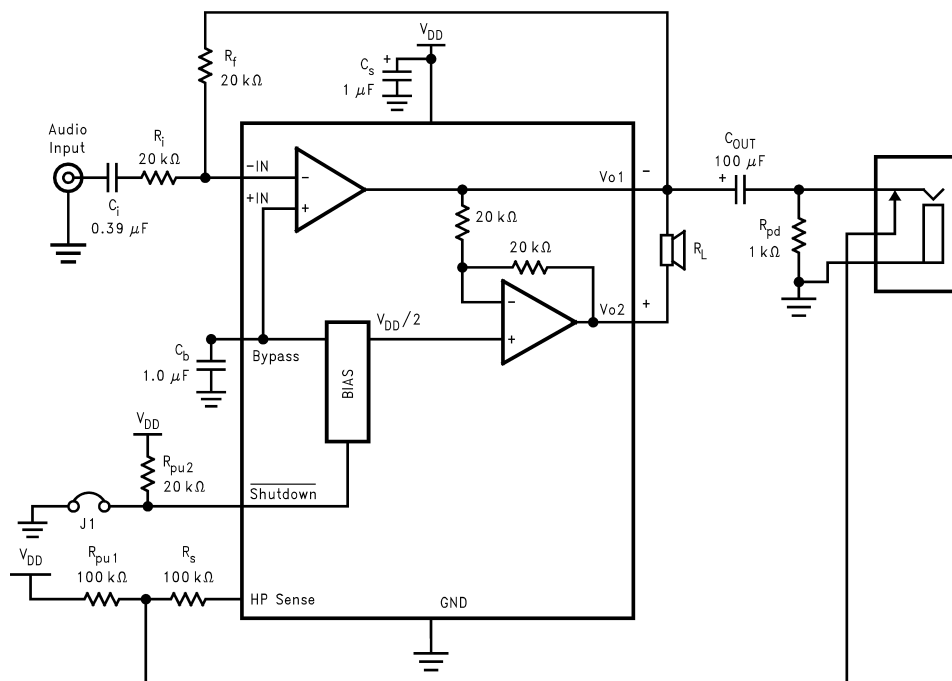 R_f
20 kΩ
V_DD
C_s
+
1 µF
Audio
Input
R_i
20 kΩ
C_i
0.39 µF
-IN
+IN
−
+
Vo1
−
C_OUT
100 µF
+
R_pd
1 kΩ
20 kΩ
20 kΩ
R_L
−
+
Vo2
+
V_DD/2
C_b
1.0 µF
Bypass
BIAS
V_DD
R_pu2
20 kΩ
Shutdown
J1
V_DD
R_pu1
100 kΩ
R_s
100 kΩ
HP Sense
GND